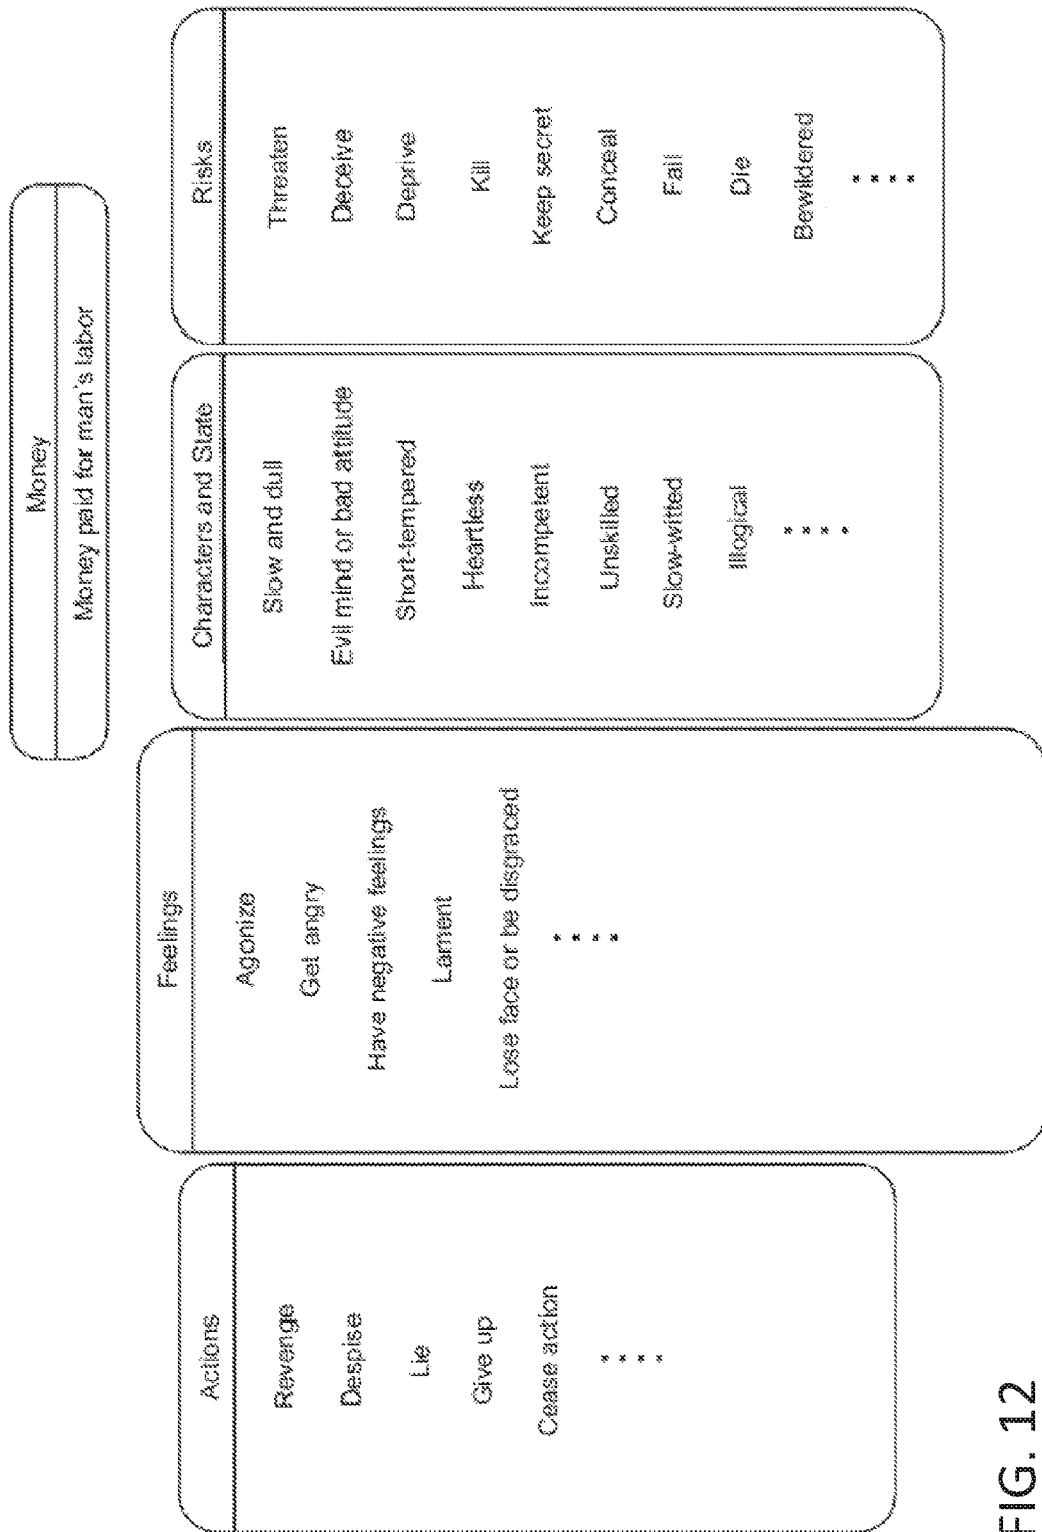 Money
Money paid for man's labor
Actions
Revenge
Despise
Lie
Give up
Cease action
Feelings
Agonize
Get angry
Have negative feelings
Lament
Lose face or be disgraced
Characters and State
Slow and dull
Evil mind or bad attitude
Short-tempered
Heartless
Incompetent
Unskilled
Slow-witted
Illogical
Risks
Threaten
Deceive
Deprive
Kill
Keep secret
Conceal
Fail
Die
Bewildered
FIG. 12